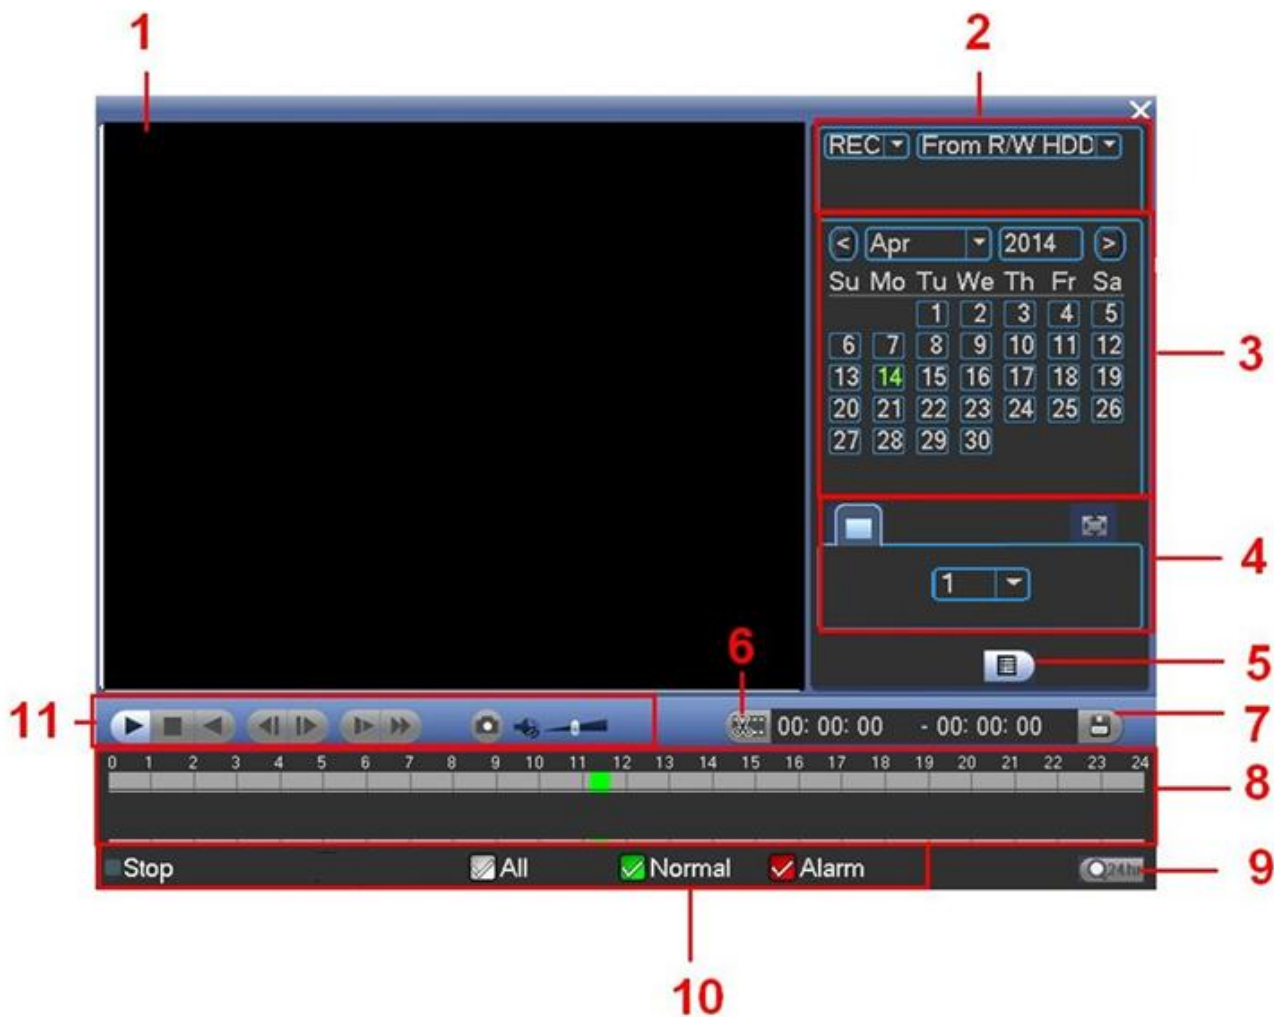 1
2
REC From R/W HDD
< Apr 2014 >
Su Mo Tu We Th Fr Sa
1 2 3 4 5
6 7 8 9 10 11 12
13 14 15 16 17 18 19
20 21 22 23 24 25 26
27 28 29 30
3
4
1
5
6
11
00: 00: 00 - 00: 00: 00
7
0 1 2 3 4 5 6 7 8 9 10 11 12 13 14 15 16 17 18 19 20 21 22 23 24
8
Stop All Normal Alarm
24hr
9
10